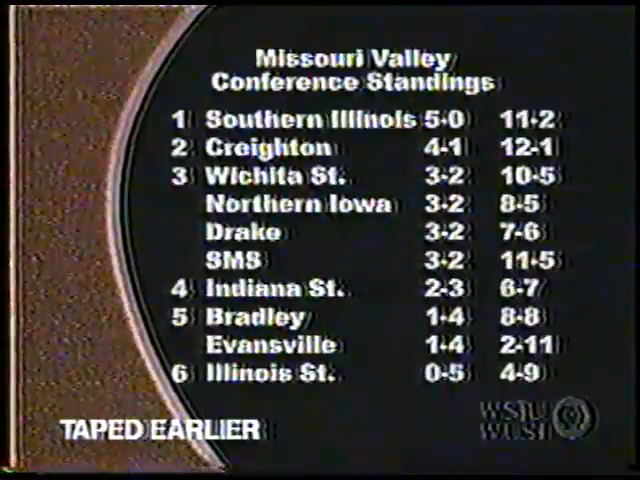 Missouri Valley
Conference Standings
1 Southern Illinois 5-0 11-2
2 Creighton 4-1 12-1
3 Wichita St. 3-2 10-5
Northern Iowa 3-2 8-5
Drake 3-2 7-6
SMS 3-2 11-5
4 Indiana St. 2-3 6-7
5 Bradley 1-4 8-8
Evansville 1-4 2-11
6 Illinois St. 0-5 4-9
TAPED EARLIER
WSIU
WUSI